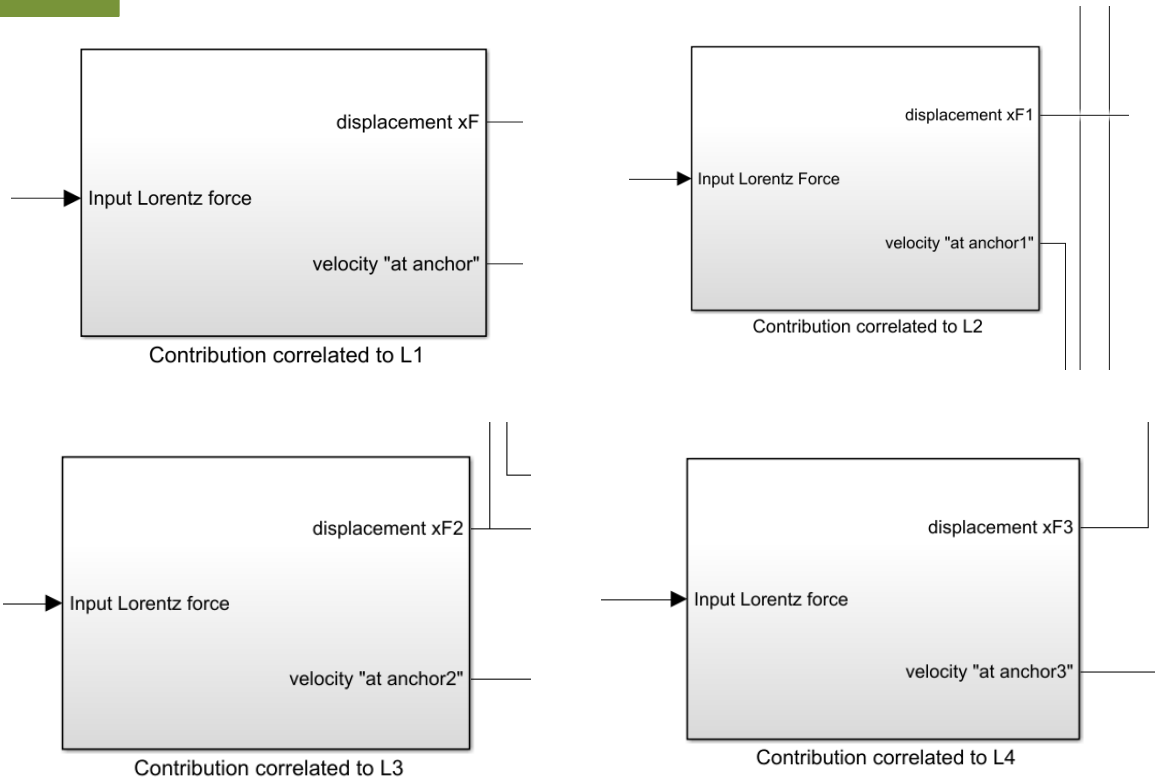 displacement xF
Input Lorentz force
velocity "at anchor"
Contribution correlated to L1
displacement xF1
Input Lorentz Force
velocity "at anchor1"
Contribution correlated to L2
displacement xF2
Input Lorentz force
velocity "at anchor2"
Contribution correlated to L3
displacement xF3
Input Lorentz force
velocity "at anchor3"
Contribution correlated to L4